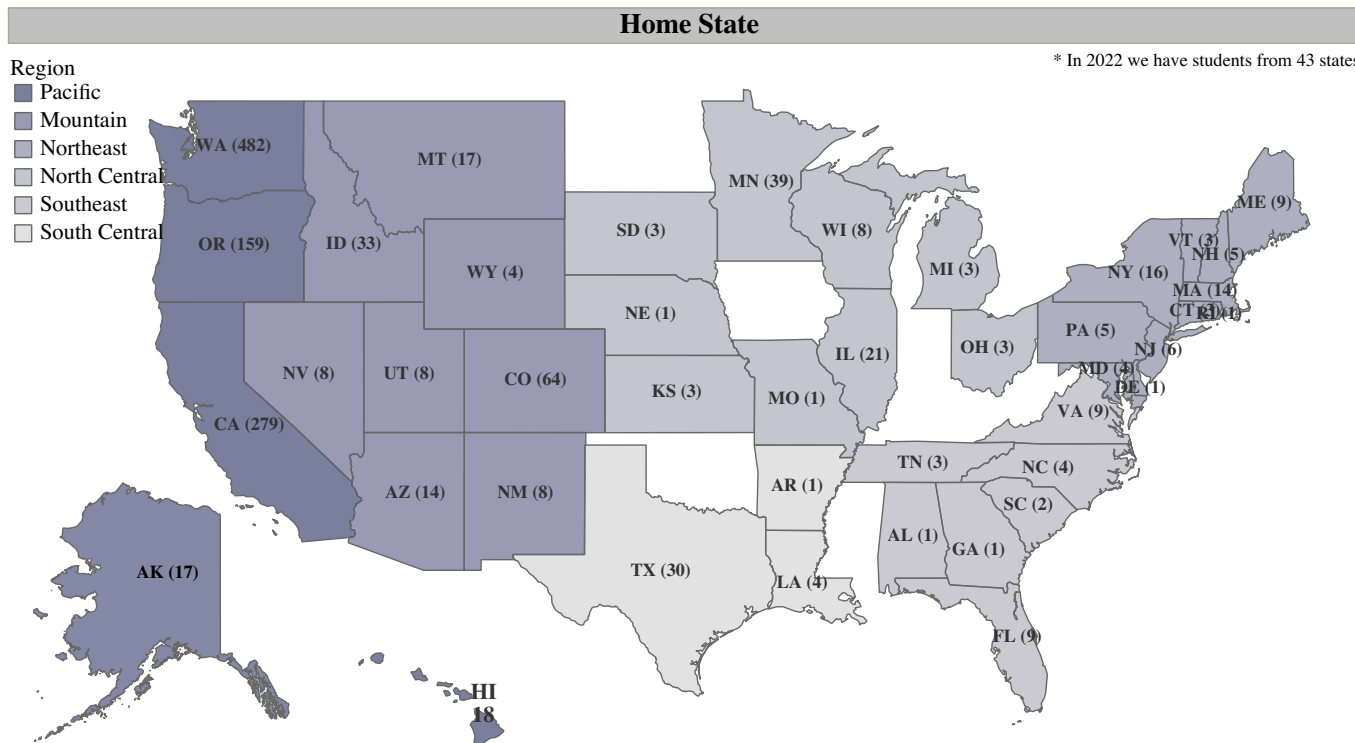 Home State
* In 2022 we have students from 43 states
Region
Pacific
Mountain
Northeast
North Central
Southeast
South Central
WA (482)
MT (17)
MN (39)
ME (9)
OR (159)
ID (33)
SD (3)
WI (8)
VT (3)
NH (5)
WY (4)
MI (3)
NY (16)
MA (14)
CT (3)
RI (1)
NE (1)
PA (5)
OH (3)
IL (21)
NJ (6)
NV (8)
UT (8)
CO (64)
MD (4)
DE (1)
KS (3)
MO (1)
VA (9)
CA (279)
TN (3)
NC (4)
AZ (14)
NM (8)
AR (1)
SC (2)
AL (1)
GA (1)
AK (17)
TX (30)
LA (4)
FL (9)
HI
18